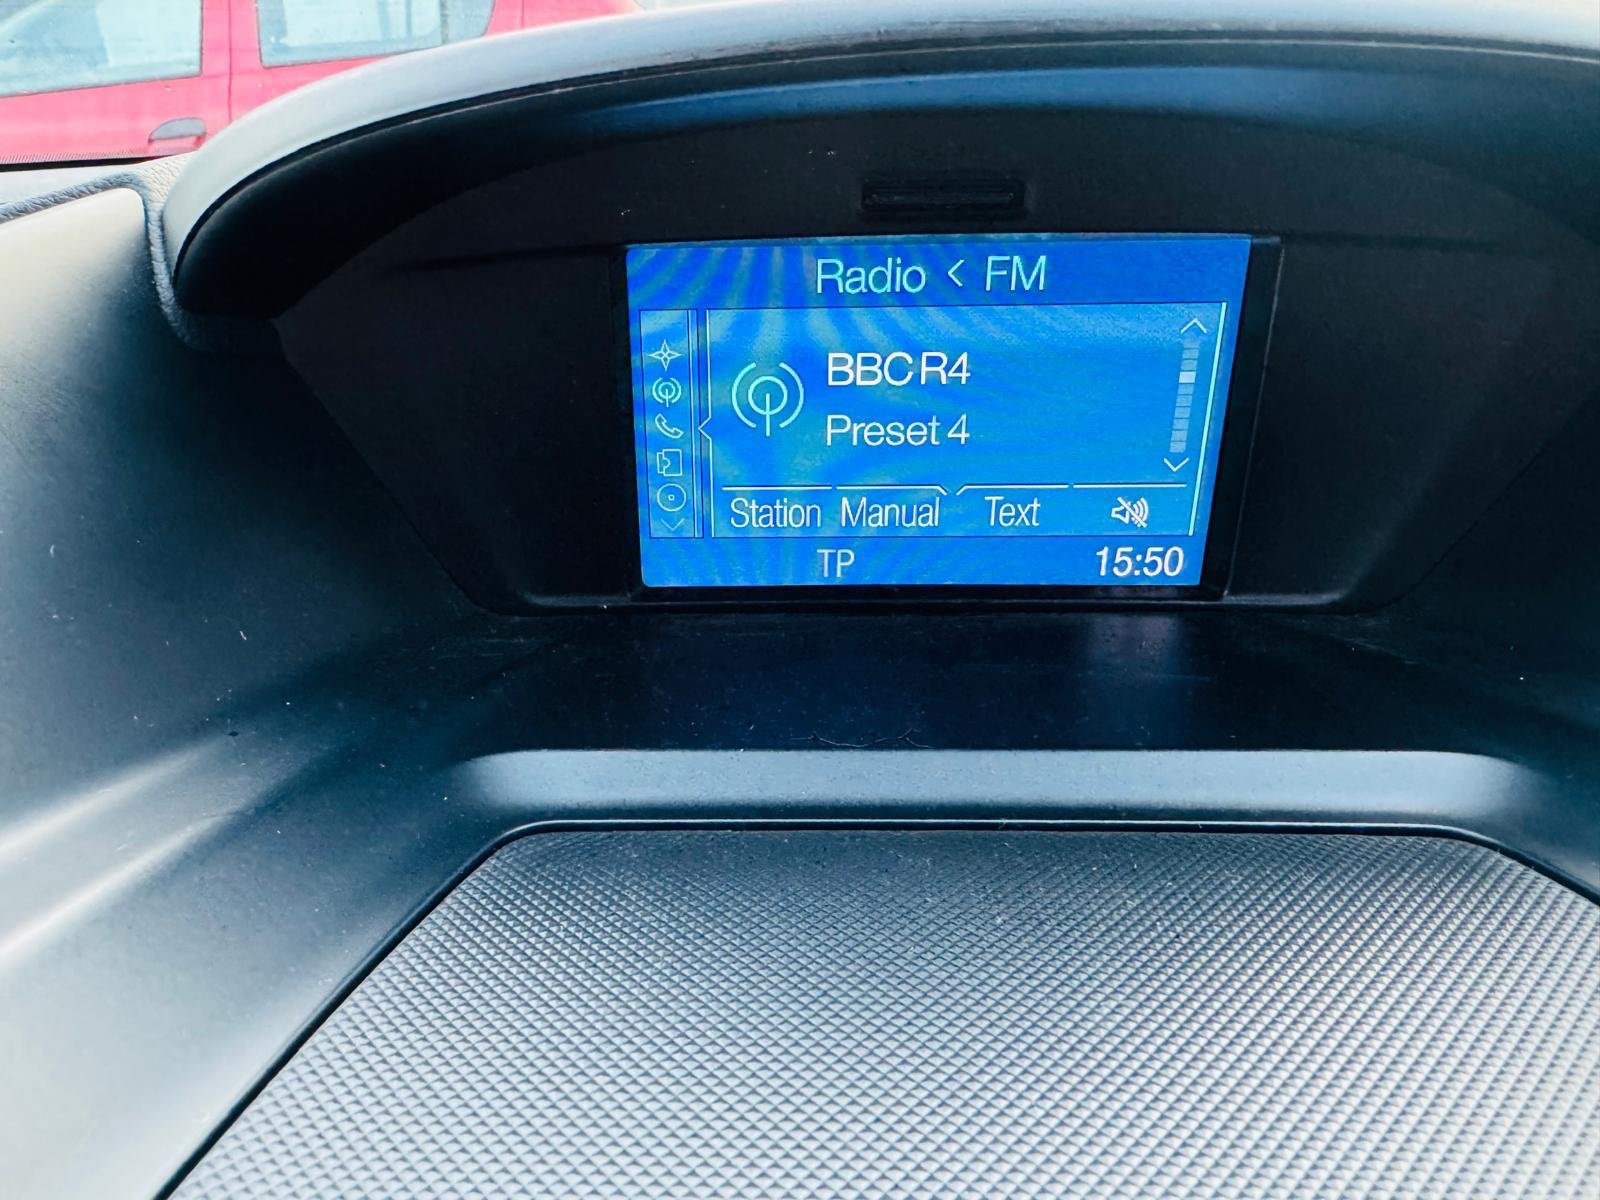 Radio < FM
BBC R4
Preset 4
Station Manual Text
TP 15:50